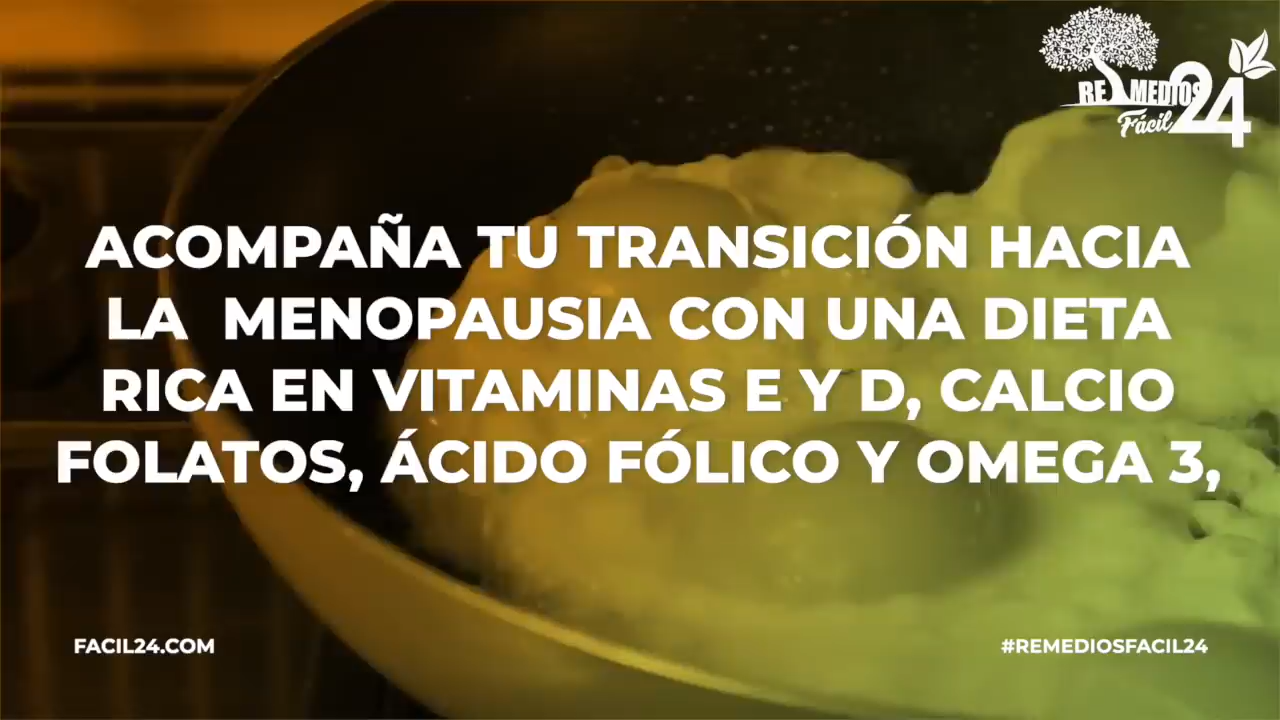 REMEDIOS
Fácil 24
ACOMPAÑA TU TRANSICIÓN HACIA
LA MENOPAUSIA CON UNA DIETA
RICA EN VITAMINAS E Y D, CALCIO
FOLATOS, ÁCIDO FÓLICO Y OMEGA 3,
FACIL24.COM
#REMEDIOSFACIL24